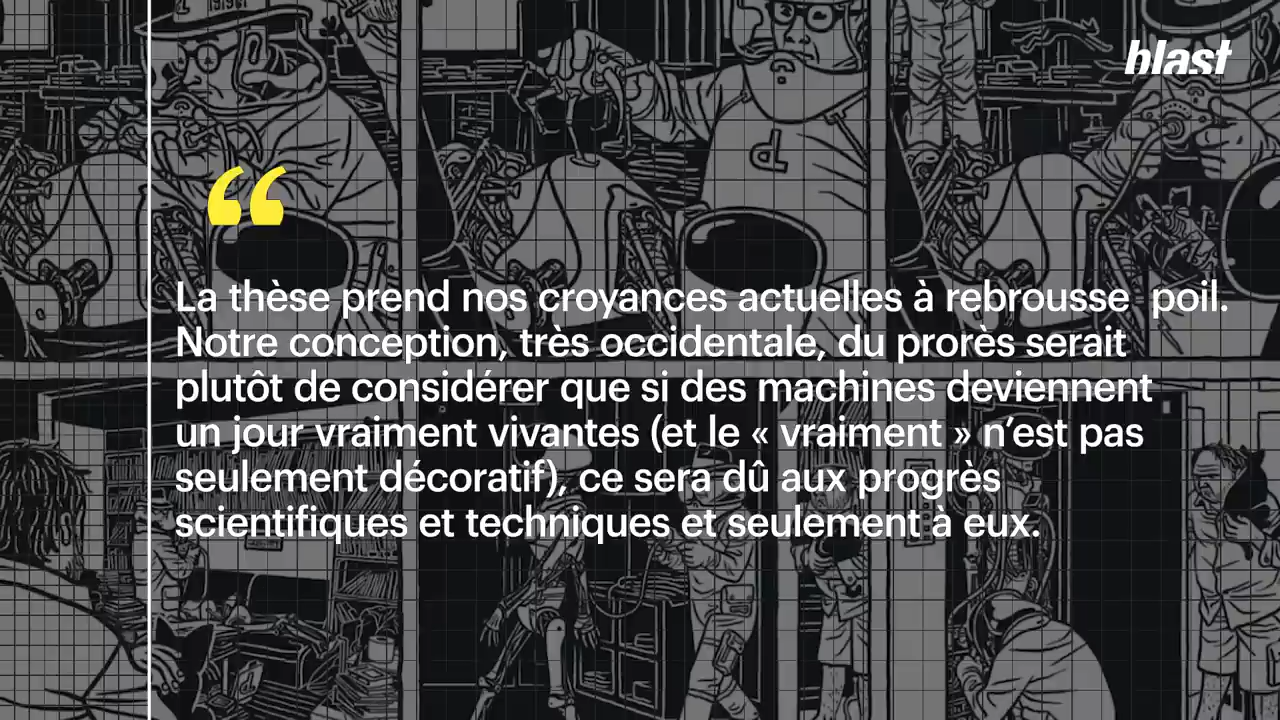 blast
La thèse prend nos croyances actuelles à rebrousse poil.
Notre conception, très occidentale, du prorès serait
plutôt de considérer que si des machines deviennent
un jour vraiment vivantes (et le « vraiment » n’est pas
seulement décoratif), ce sera dû aux progrès
scientifiques et techniques et seulement à eux.